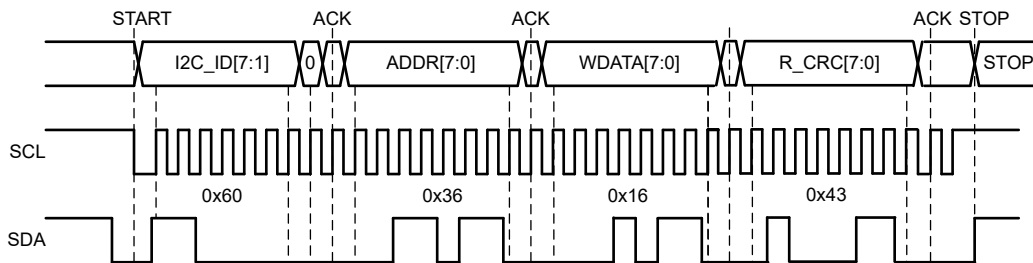 START ACK ACK ACK STOP
I2C_ID[7:1] 0 ADDR[7:0] WDATA[7:0] R_CRC[7:0] STOP
SCL
0x60 0x36 0x16 0x43
SDA